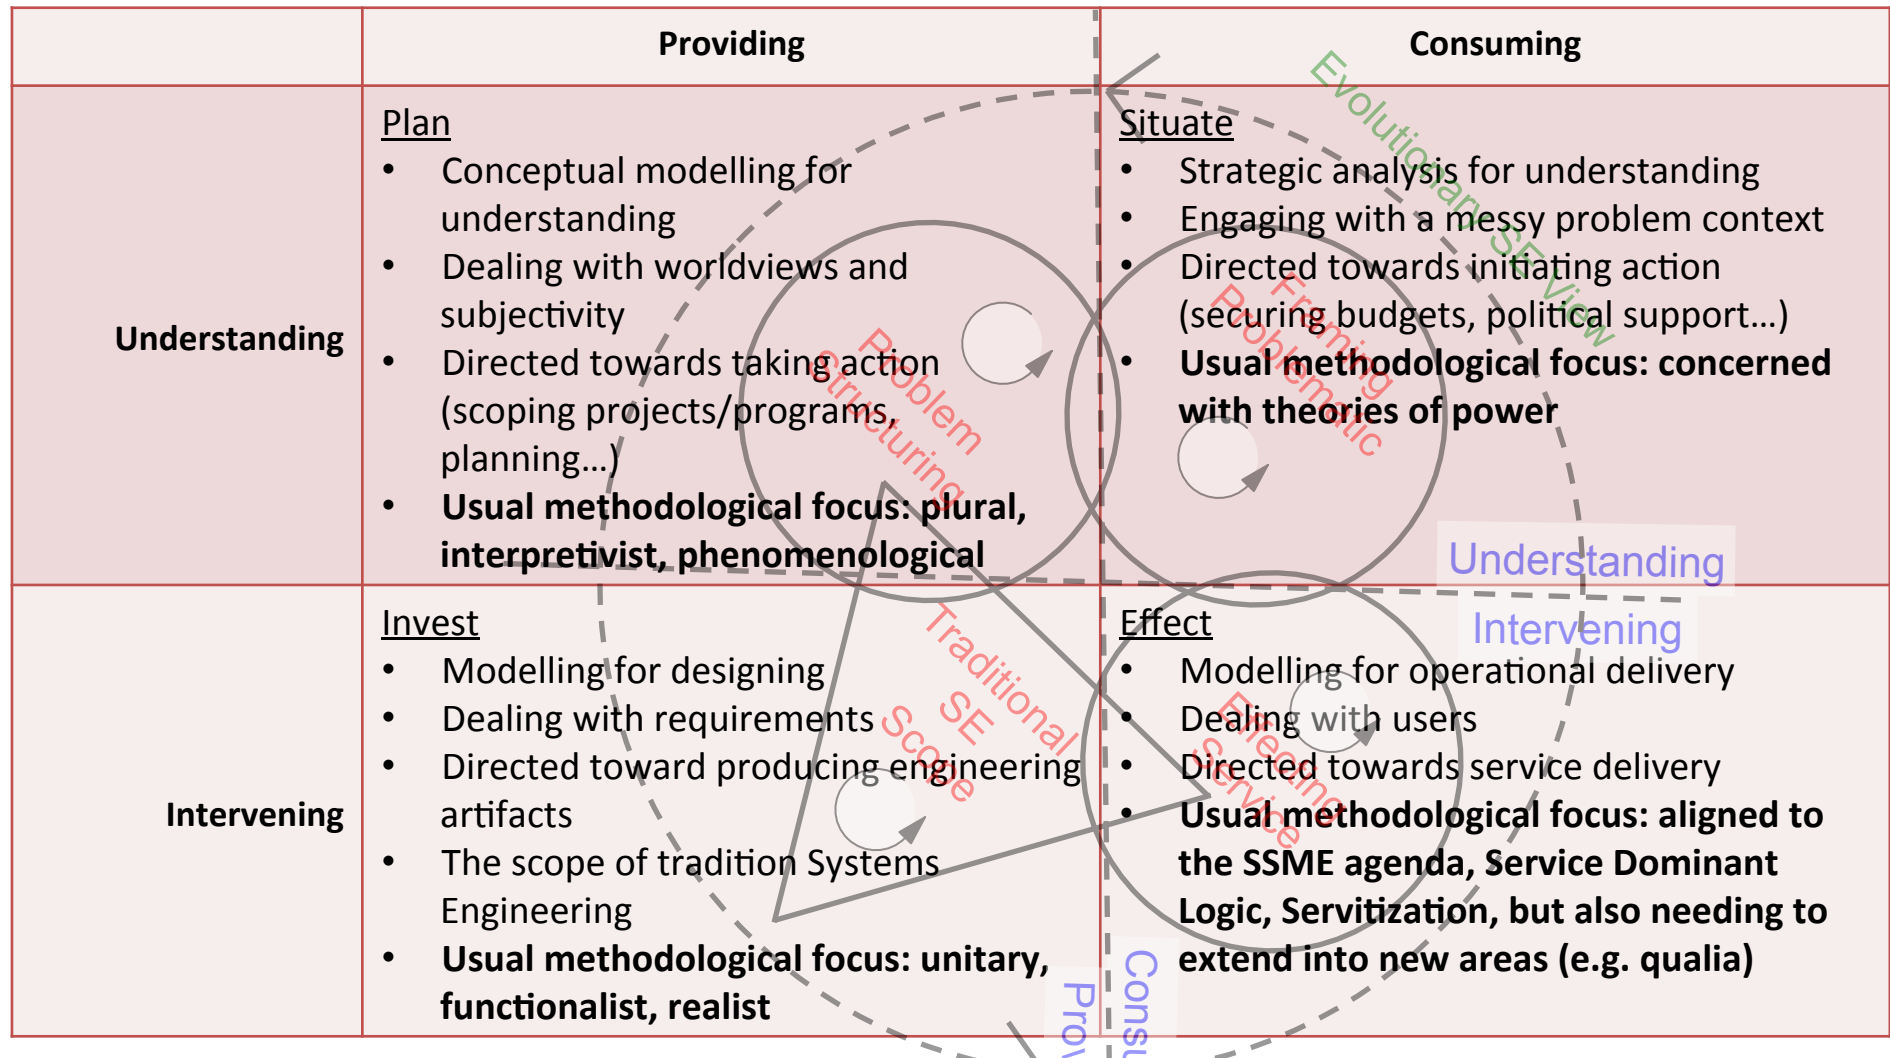 Providing
Consuming
Understanding
Plan
• Conceptual modelling for
understanding
• Dealing with worldviews and
subjectivity
• Directed towards taking action
(scoping projects/programs,
planning…)
• Usual methodological focus: plural,
interpretivist, phenomenological
Situate
• Strategic analysis for understanding
• Engaging with a messy problem context
• Directed towards initiating action
(securing budgets, political support…)
• Usual methodological focus: concerned
with theories of power
Intervening
Invest
• Modelling for designing
• Dealing with requirements
• Directed toward producing engineering
artifacts
• The scope of tradition Systems
Engineering
• Usual methodological focus: unitary,
functionalist, realist
Effect
• Modelling for operational delivery
• Dealing with users
• Directed towards service delivery
• Usual methodological focus: aligned to
the SSME agenda, Service Dominant
Logic, Servitization, but also needing to
extend into new areas (e.g. qualia)
Evolutionary SE View
Problem
Structuring
Framing
Problematic
Understanding
Intervening
Traditional
SE
Scope
Effecting
Service
Prov
Consu